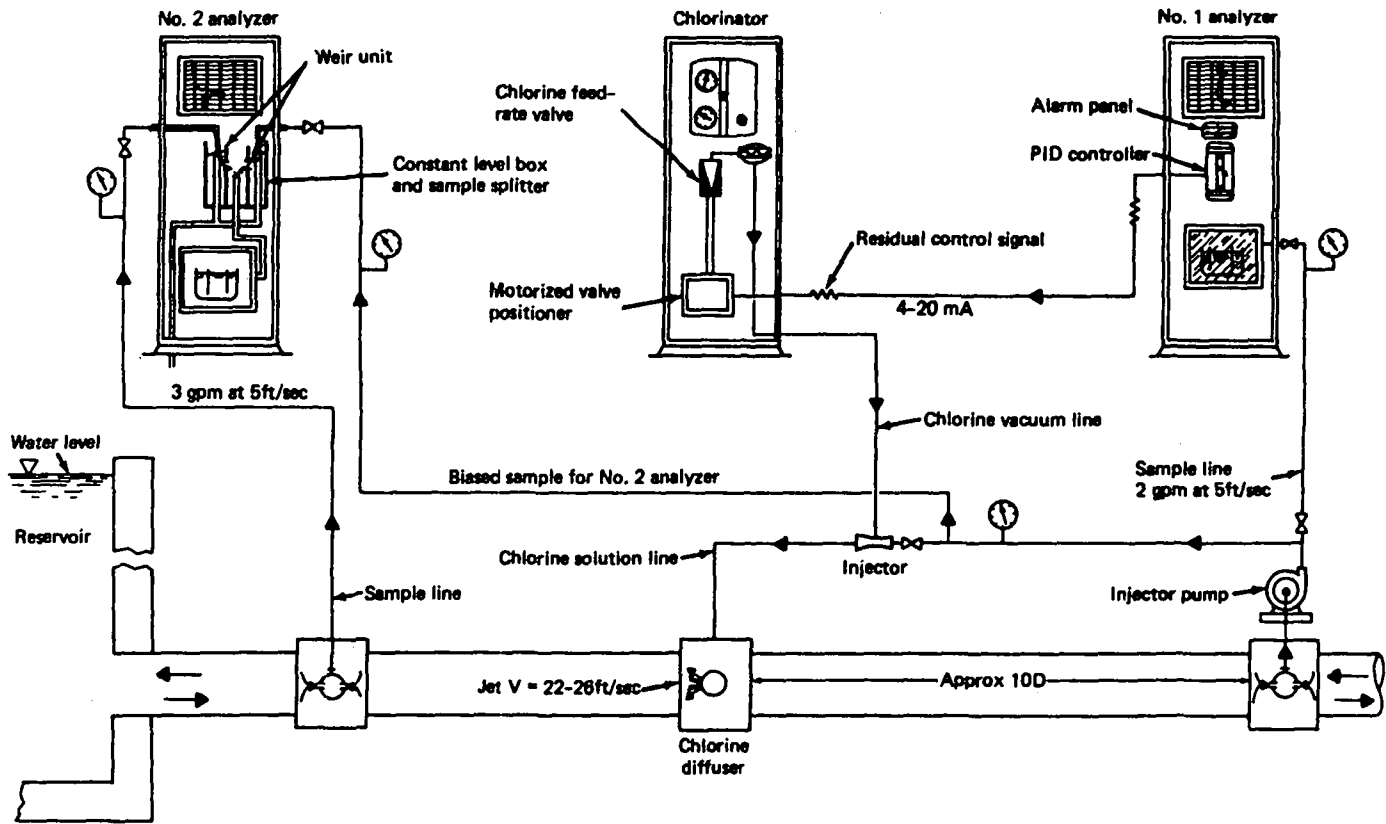 No. 2 analyzer
Chlorinator
No. 1 analyzer
Weir unit
Chlorine feed-
rate valve
Alarm panel
PID controller
Constant level box
and sample splitter
Residual control signal
Motorized valve
positioner
4-20 mA
3 gpm at 5ft/sec
Chlorine vacuum line
Water level
Biased sample for No. 2 analyzer
Sample line
2 gpm at 5ft/sec
Reservoir
Chlorine solution line
Injector
Sample line
Injector pump
Jet V = 22-26ft/sec
Approx 10D
Chlorine
diffuser